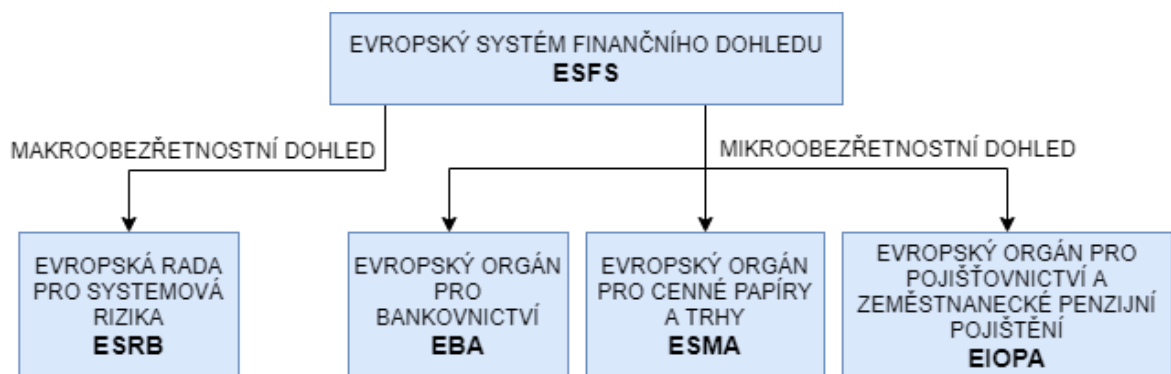 EVROPSKÝ SYSTÉM FINANČNÍHO DOHLEDU
ESFS
MAKROOBEZŘETNOSTNÍ DOHLED
MIKROOBEZŘETNOSTNÍ DOHLED
EVROPSKÁ RADA
PRO SYSTEMOVÁ
RIZIKA
ESRB
EVROPSKÝ ORGÁN
PRO
BANKOVNICTVÍ
EBA
EVROPSKÝ ORGÁN
PRO CENNÉ PAPÍRY
A TRHY
ESMA
EVROPSKÝ ORGÁN PRO
POJIŠŤOVNICTVÍ A
ZEMĚSTNANECKÉ PENZIJNÍ
POJIŠTĚNÍ
EIOPA